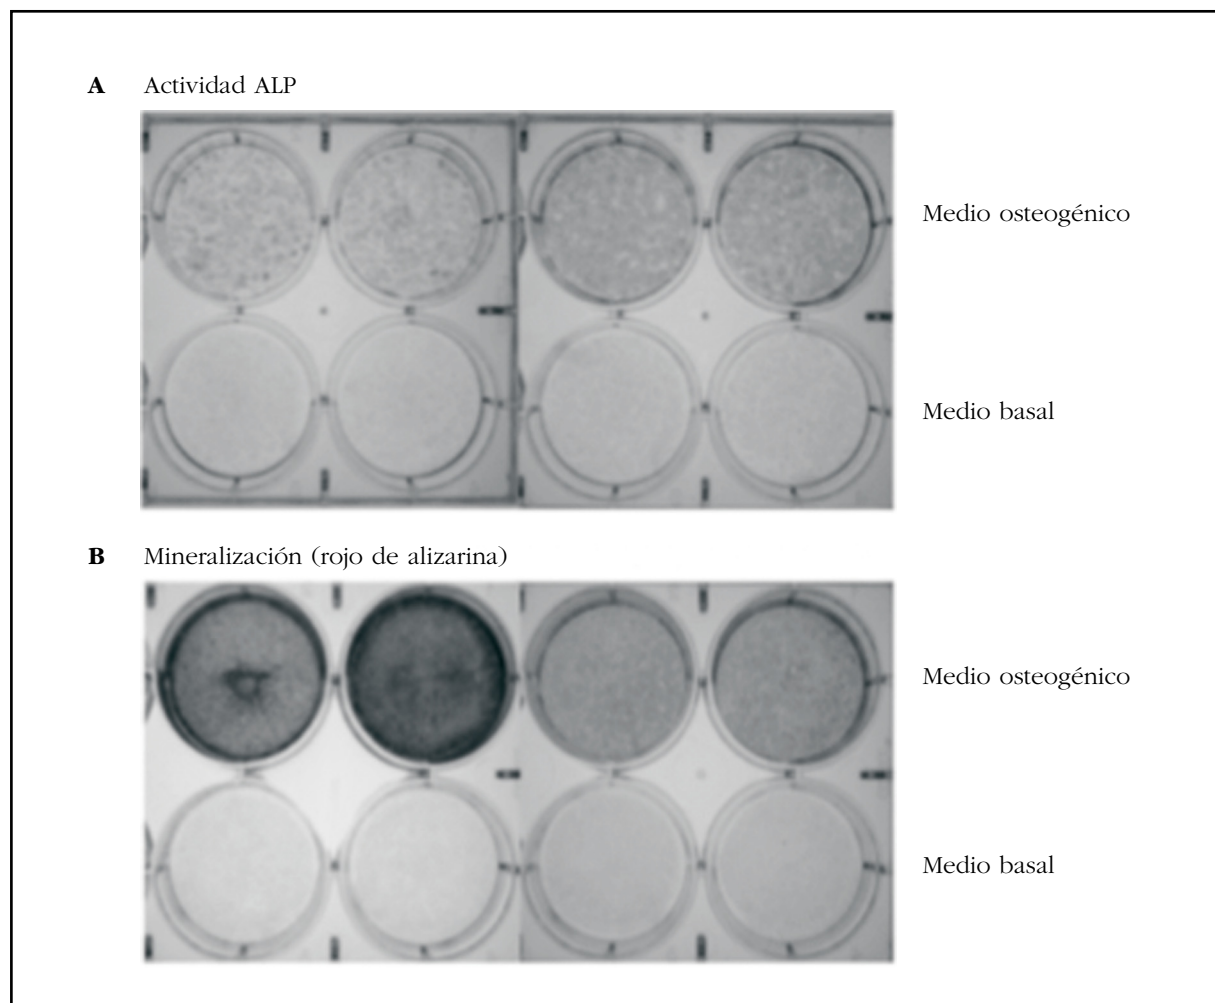 A Actividad ALP
Medio osteogénico
Medio basal
B Mineralización (rojo de alizarina)
Medio osteogénico
Medio basal